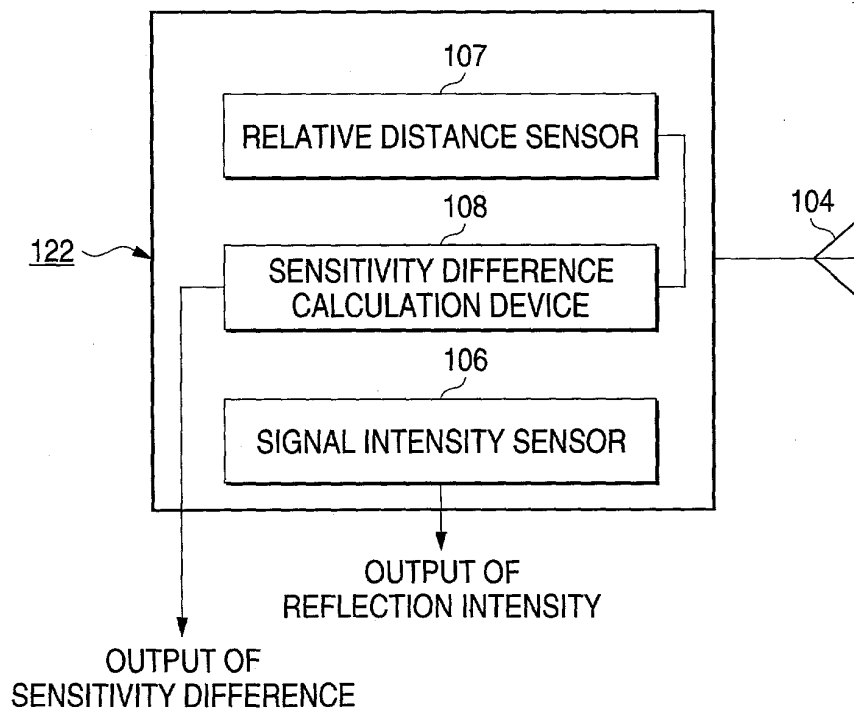 107
RELATIVE DISTANCE SENSOR
104
108
122
SENSITIVITY DIFFERENCE
CALCULATION DEVICE
106
SIGNAL INTENSITY SENSOR
OUTPUT OF
REFLECTION INTENSITY
OUTPUT OF
SENSITIVITY DIFFERENCE